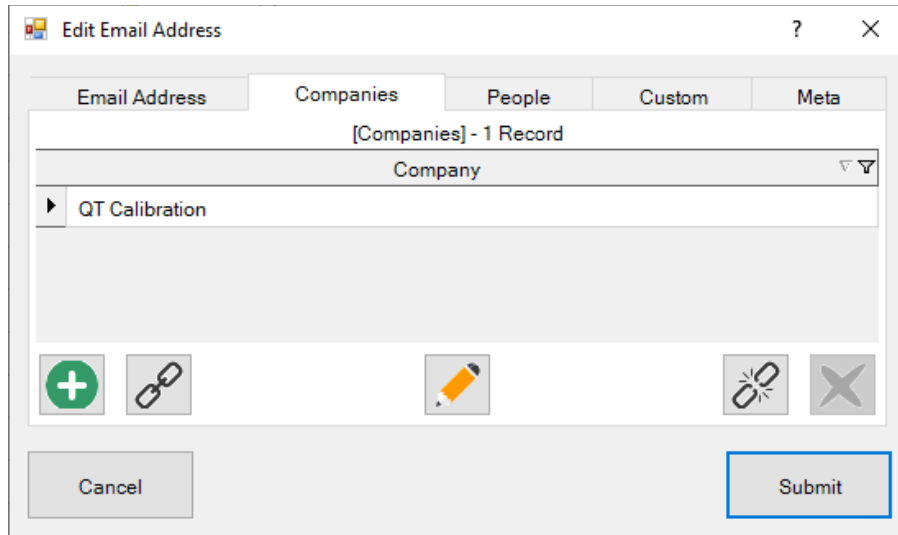 Edit Email Address ?
Email Address Companies People Custom Meta
[Companies] - 1 Record
Company
QT Calibration
Cancel Submit